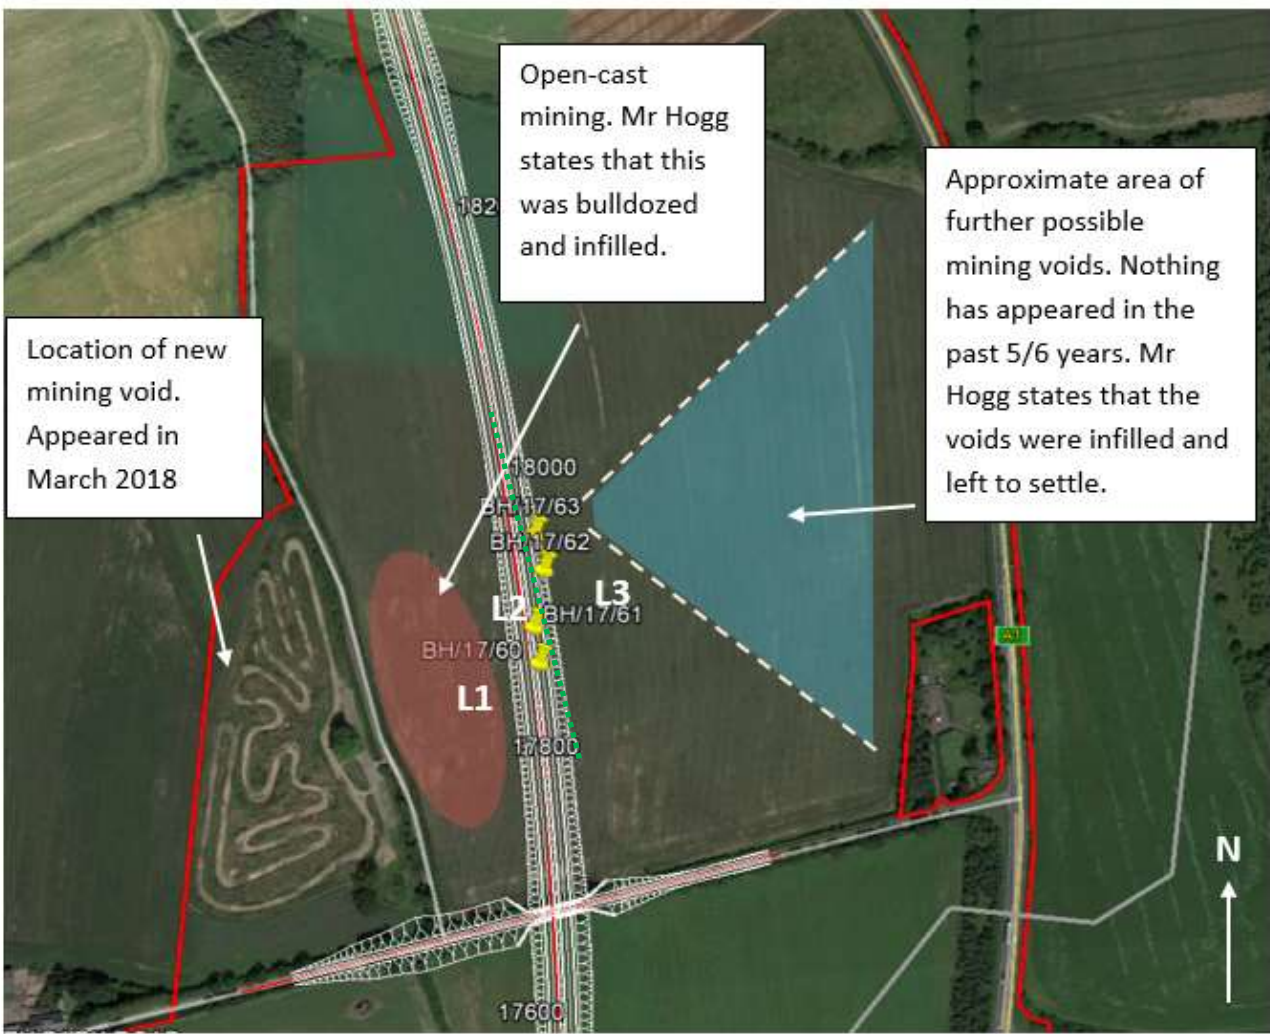 Open-cast
mining. Mr Hogg
states that this
was bulldozed
and infilled.
Approximate area of
further possible
mining voids. Nothing
has appeared in the
past 5/6 years. Mr
Hogg states that the
voids were infilled and
left to settle.
Location of new
mining void.
Appeared in
March 2018
1820
18000
BH/17/63
BH/17/62
L3
L2
BH/17/61
BH/17/60
L1
17800
17600
A1
N